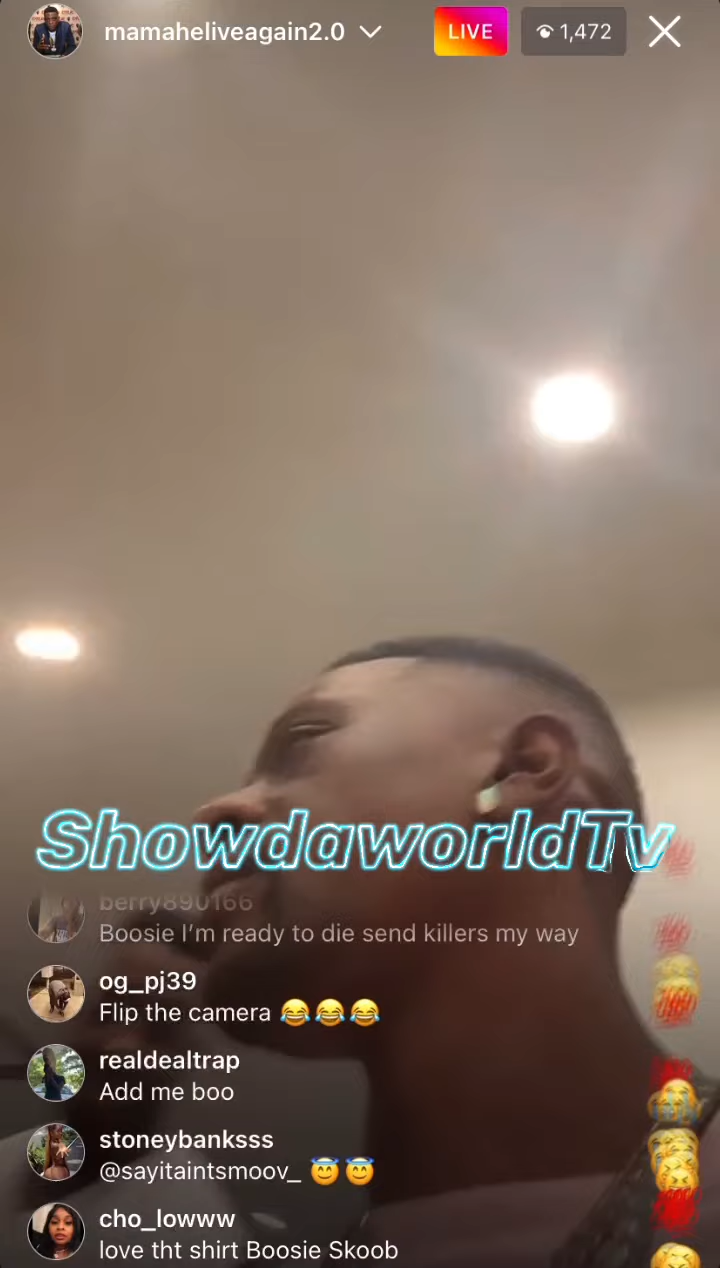 mamaheliveagain2.0
LIVE
1,472
ShowdaworldTv
berry890166
Boosie I'm ready to die send killers my way
og_pj39
Flip the camera 😂😂😂
realdealtrap
Add me boo
stoneybanksss
@sayitaintsmoov_ 😇😇
cho_lowww
love tht shirt Boosie Skoob